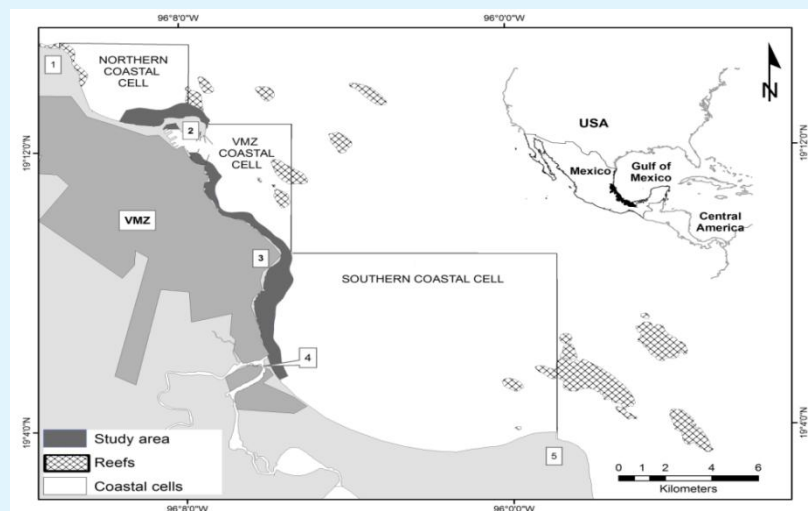 96°8'0"W
96°0'0"W
1
NORTHERN
COASTAL
CELL
N
2
USA
19°12'0"N
19°12'0"N
VMZ
COASTAL
CELL
Mexico
Gulf of
Mexico
VMZ
Central
America
3
SOUTHERN COASTAL CELL
4
19°4'0"N
19°4'0"N
Study area
Reefs
Coastal cells
5
0 1 2 4 6
Kilometers
96°8'0"W
96°0'0"W